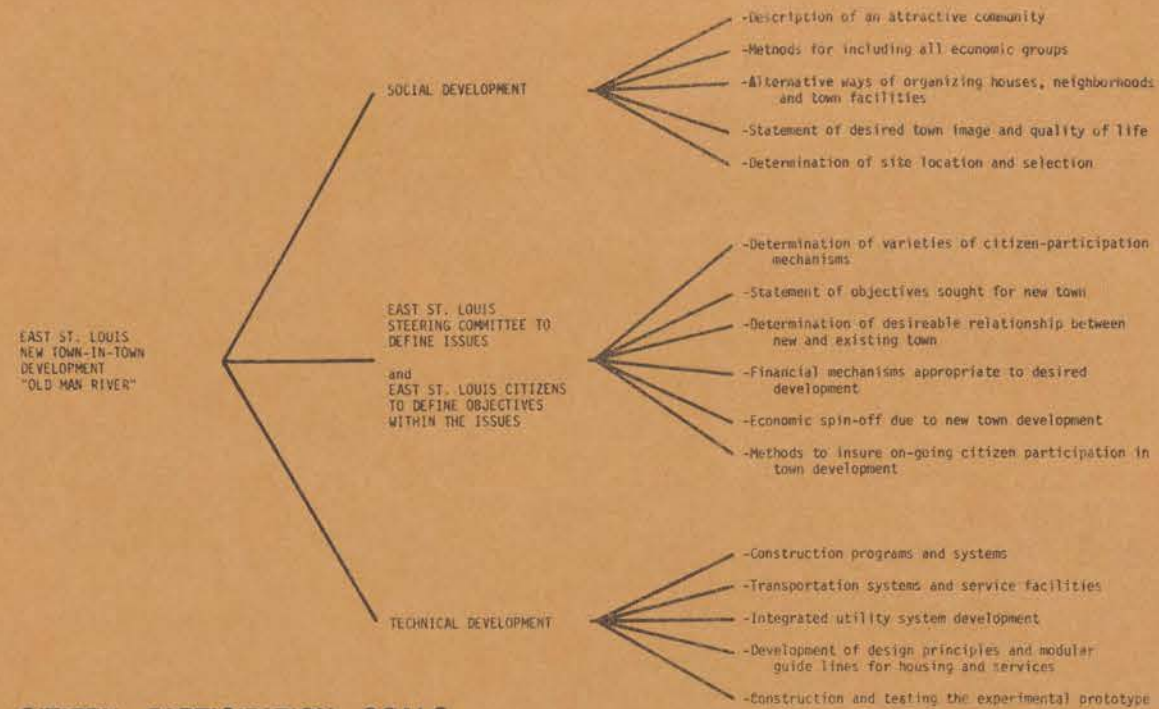 EAST ST. LOUIS
NEW TOWN-IN-TOWN
DEVELOPMENT
"OLD MAN RIVER"
SOCIAL DEVELOPMENT
-Description of an attractive community
-Methods for including all economic groups
-Alternative ways of organizing houses, neighborhoods
and town facilities
-Statement of desired town image and quality of life
-Determination of site location and selection
EAST ST. LOUIS
STEERING COMMITTEE TO
DEFINE ISSUES
and
EAST ST. LOUIS CITIZENS
TO DEFINE OBJECTIVES
WITHIN THE ISSUES
-Determination of varieties of citizen-participation
mechanisms
-Statement of objectives sought for new town
-Determination of desireable relationship between
new and existing town
-Financial mechanisms appropriate to desired
development
-Economic spin-off due to new town development
-Methods to insure on-going citizen participation in
town development
TECHNICAL DEVELOPMENT
-Construction programs and systems
-Transportation systems and service facilities
-Integrated utility system development
-Development of design principles and modular
guide lines for housing and services
-Construction and testing the experimental prototype